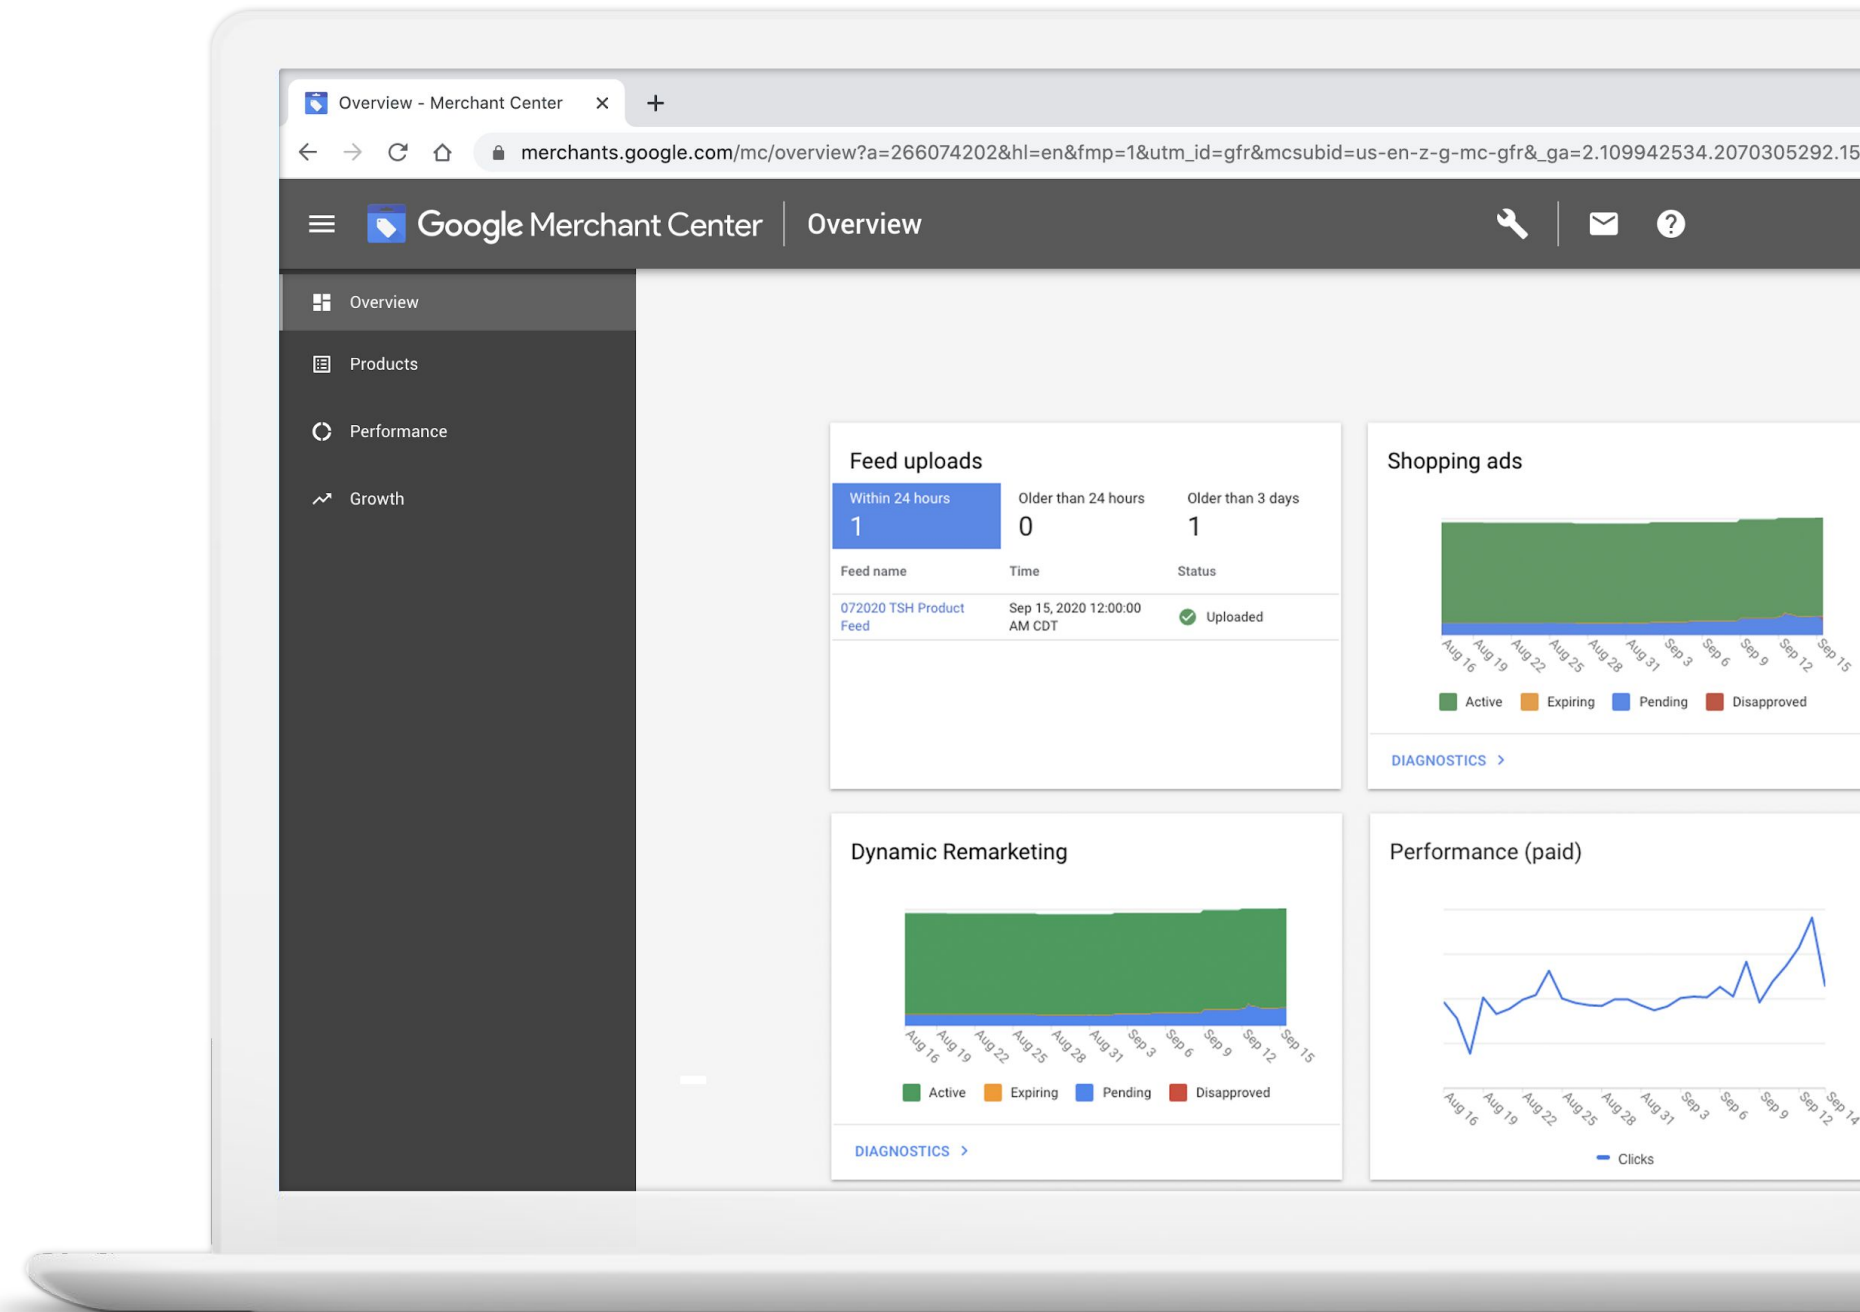 Overview - Merchant Center
merchants.google.com/mc/overview?a=266074202&hl=en&fmp=1&utm_id=gfr&mcsubid=us-en-z-g-mc-gfr&_ga=2.109942534.2070305292.15
Google Merchant Center
Overview
Overview
Products
Performance
Growth
Feed uploads
Within 24 hours
1
Older than 24 hours
0
Older than 3 days
1
Feed name Time Status
072020 TSH Product
Feed
Sep 15, 2020 12:00:00
AM CDT
Uploaded
Shopping ads
Aug 16 Aug 19 Aug 22 Aug 25 Aug 28 Aug 31 Sep 3 Sep 6 Sep 9 Sep 12 Sep 15
Active Expiring Pending Disapproved
DIAGNOSTICS
Dynamic Remarketing
Aug 16 Aug 19 Aug 22 Aug 25 Aug 28 Aug 31 Sep 3 Sep 6 Sep 9 Sep 12 Sep 15
Active Expiring Pending Disapproved
DIAGNOSTICS
Performance (paid)
Aug 16 Aug 19 Aug 22 Aug 25 Aug 28 Aug 31 Sep 3 Sep 6 Sep 9 Sep 12 Sep 14
Clicks